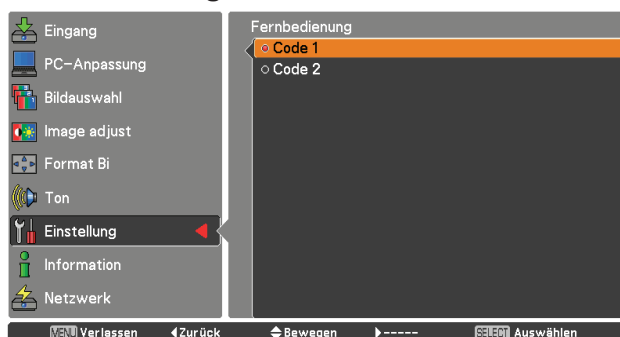 Eingang
PC-Anpassung
Bildauswahl
Image adjust
Format Bi
Ton
Einstellung
Information
Netzwerk
Fernbedienung
Code 1
Code 2
MENU Verlassen ◀Zurück ◆Bewegen ▶----- SELECT Auswählen